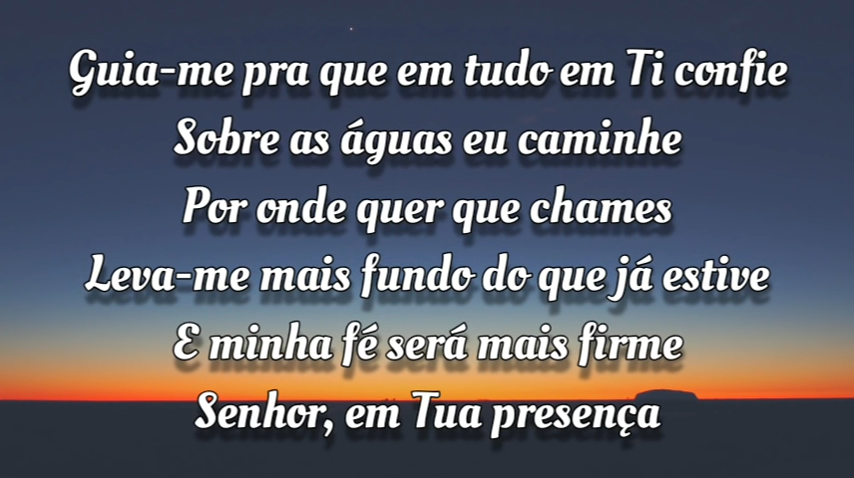 Guia-me pra que em tudo em Ti confie
Sobre as águas eu caminhe
Por onde quer que chames
Leva-me mais fundo do que já estive
E minha fé será mais firme
Senhor, em Tua presença